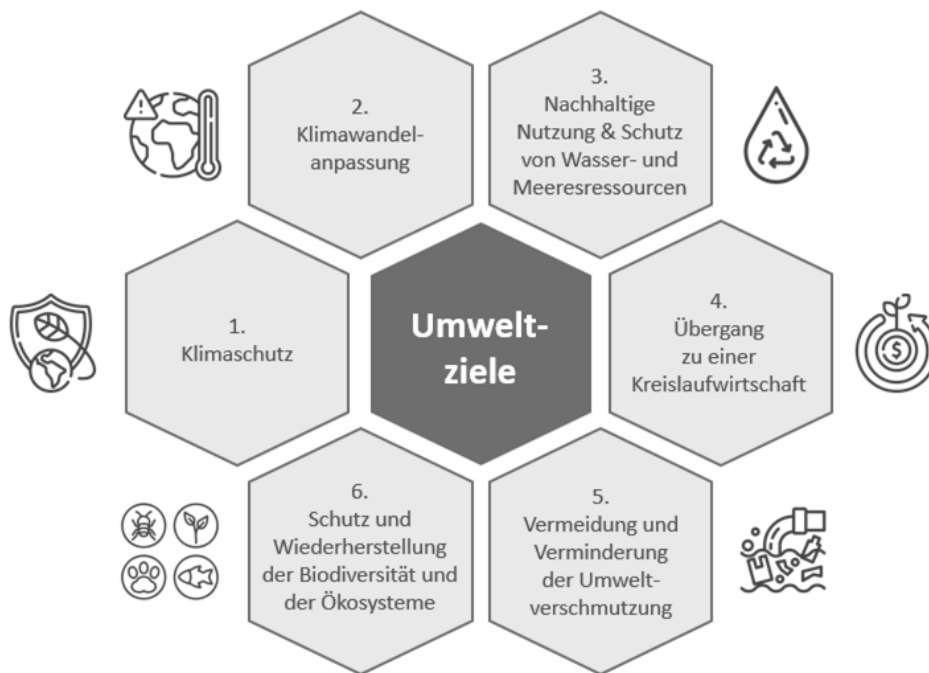 Umwelt-
ziele
1.
Klimaschutz
2.
Klimawandel-
anpassung
3.
Nachhaltige
Nutzung & Schutz
von Wasser- und
Meeresressourcen
4.
Übergang
zu einer
Kreislaufwirtschaft
5.
Vermeidung und
Verminderung
der Umwelt-
verschmutzung
6.
Schutz und
Wiederherstellung
der Biodiversität und
der Ökosysteme
$